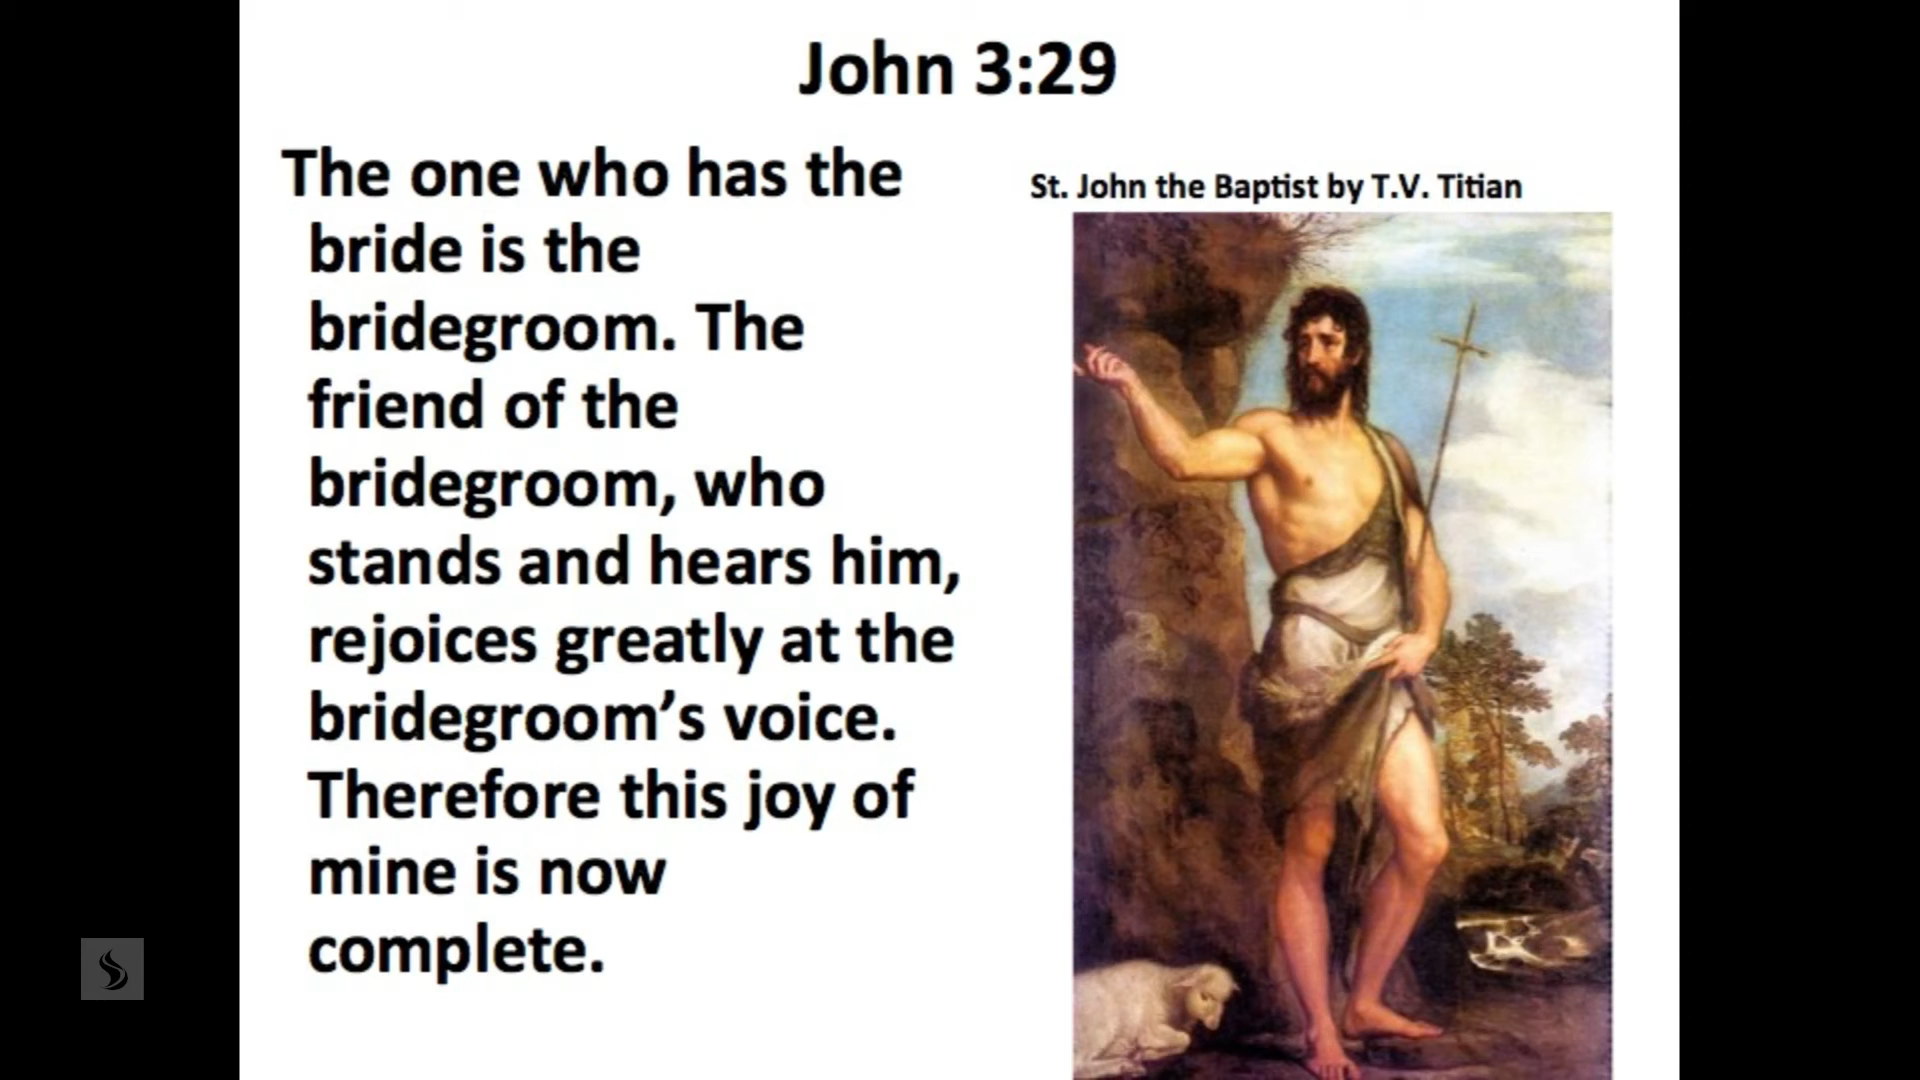 John 3:29
The one who has the
bride is the
bridegroom. The
friend of the
bridegroom, who
stands and hears him,
rejoices greatly at the
bridegroom’s voice.
Therefore this joy of
mine is now
complete.
St. John the Baptist by T.V. Titian